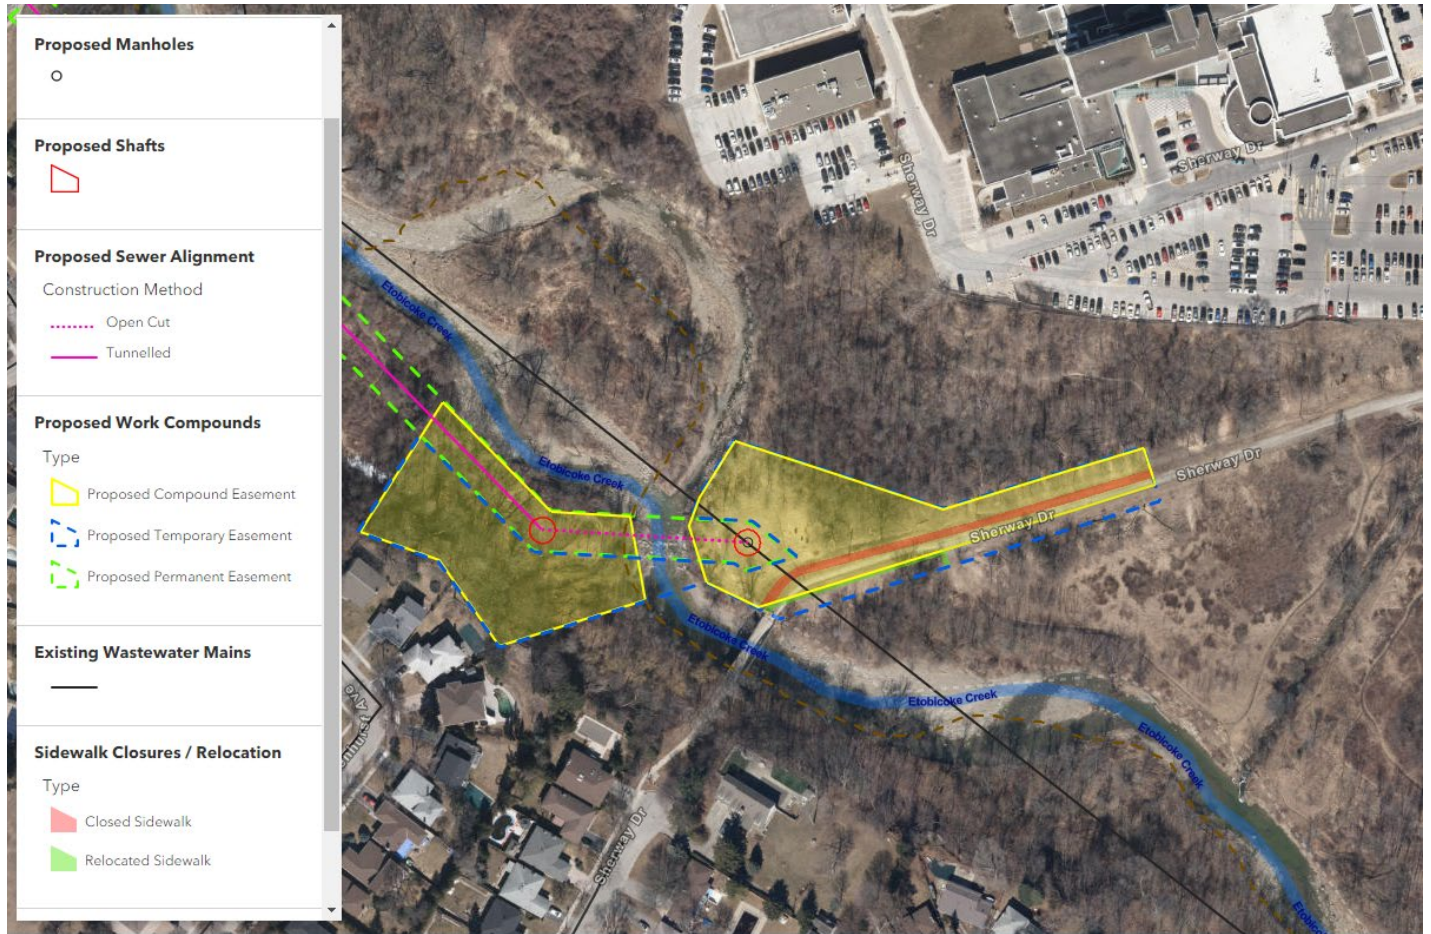 Proposed Manholes
Proposed Shafts
Proposed Sewer Alignment
Construction Method
Open Cut
Tunnelled
Proposed Work Compounds
Type
Proposed Compound Easement
Proposed Temporary Easement
Proposed Permanent Easement
Existing Wastewater Mains
Sidewalk Closures / Relocation
Type
Closed Sidewalk
Relocated Sidewalk
Sherway Dr
Sherway Dr
Etobicoke Creek
Etobicoke Creek
Sherway Dr
Sherway Dr
Etobicoke Creek
Etobicoke Creek
Etobicoke Creek
Sherway Dr